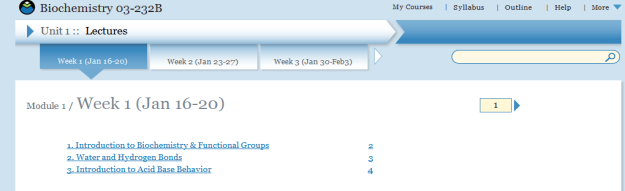 Biochemistry 03-232B
My Courses | Syllabus | Outline | Help | More
Unit 1 :: Lectures
Week 1 (Jan 16-20)
Week 2 (Jan 23-27)
Week 3 (Jan 30-Feb3)
Module 1 / Week 1 (Jan 16-20)
1
1. Introduction to Biochemistry & Functional Groups 2
2. Water and Hydrogen Bonds 3
3. Introduction to Acid Base Behavior 4